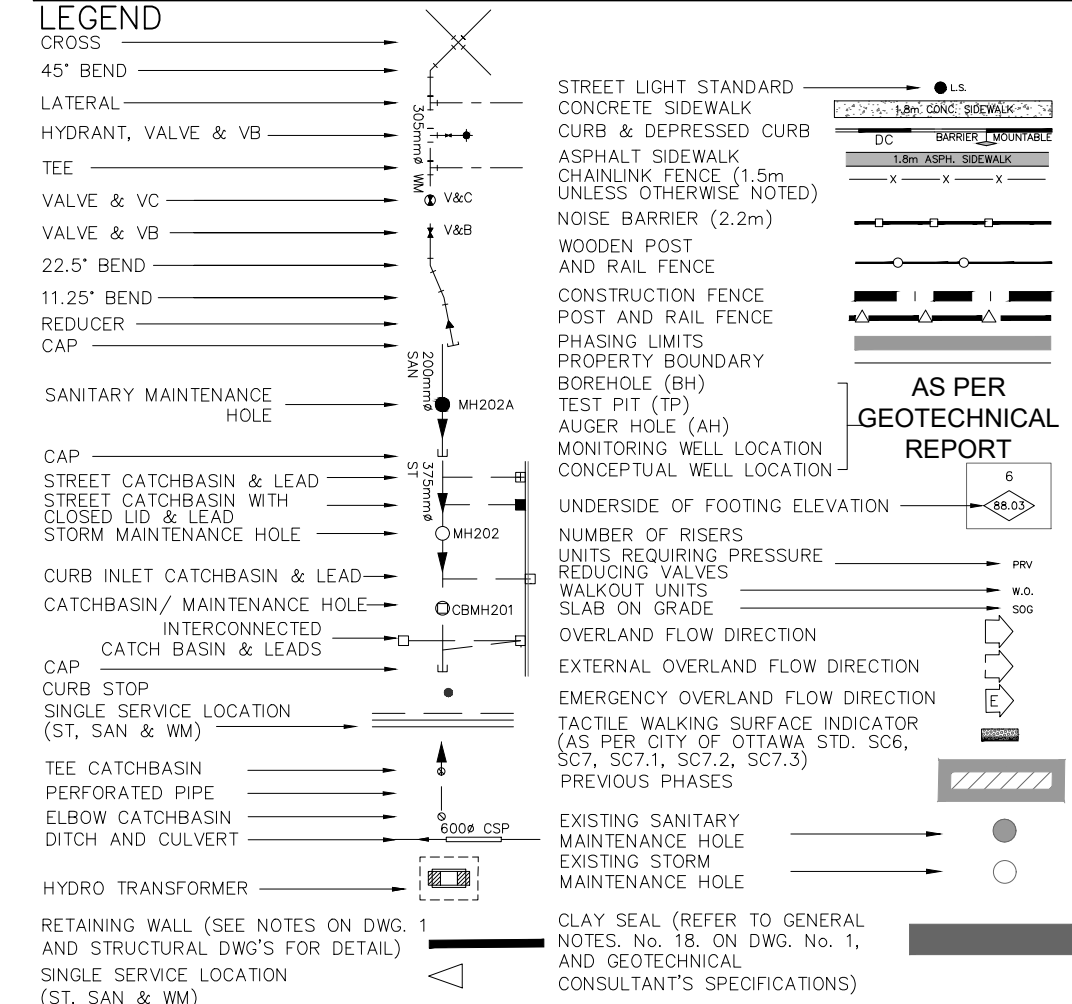 LEGEND
CROSS
45° BEND
LATERAL
HYDRANT, VALVE & VB
TEE
VALVE & VC
VALVE & VB
22.5° BEND
11.25° BEND
REDUCER
CAP
SANITARY MAINTENANCE
HOLE
CAP
STREET CATCHBASIN & LEAD
STREET CATCHBASIN WITH
CLOSED LID & LEAD
STORM MAINTENANCE HOLE
CURB INLET CATCHBASIN & LEAD
CATCHBASIN/ MAINTENANCE HOLE
INTERCONNECTED
CATCH BASIN & LEADS
CAP
CURB STOP
SINGLE SERVICE LOCATION
(ST, SAN & WM)
TEE CATCHBASIN
PERFORATED PIPE
ELBOW CATCHBASIN
DITCH AND CULVERT
HYDRO TRANSFORMER
RETAINING WALL (SEE NOTES ON DWG. 1
AND STRUCTURAL DWG'S FOR DETAIL)
SINGLE SERVICE LOCATION
(ST, SAN & WM)
305mmø WM
V&C
V&B
200mmø
SAN
MH202A
375mmø
ST
MH202
CBMH201
600ø CSP
STREET LIGHT STANDARD
L.S.
CONCRETE SIDEWALK
1.8m CONC. SIDEWALK
CURB & DEPRESSED CURB
DC
BARRIER
MOUNTABLE
ASPHALT SIDEWALK
1.8m ASPH. SIDEWALK
CHAINLINK FENCE (1.5m
UNLESS OTHERWISE NOTED)
X X X
NOISE BARRIER (2.2m)
WOODEN POST
AND RAIL FENCE
CONSTRUCTION FENCE
POST AND RAIL FENCE
PHASING LIMITS
PROPERTY BOUNDARY
BOREHOLE (BH)
TEST PIT (TP)
AUGER HOLE (AH)
MONITORING WELL LOCATION
CONCEPTUAL WELL LOCATION
AS PER
GEOTECHNICAL
REPORT
UNDERSIDE OF FOOTING ELEVATION
6
88.03
NUMBER OF RISERS
UNITS REQUIRING PRESSURE
REDUCING VALVES
PRV
WALKOUT UNITS
W.O.
SLAB ON GRADE
SOG
OVERLAND FLOW DIRECTION
EXTERNAL OVERLAND FLOW DIRECTION
EMERGENCY OVERLAND FLOW DIRECTION
E
TACTILE WALKING SURFACE INDICATOR
(AS PER CITY OF OTTAWA STD. SC6,
SC7, SC7.1, SC7.2, SC7.3)
PREVIOUS PHASES
EXISTING SANITARY
MAINTENANCE HOLE
EXISTING STORM
MAINTENANCE HOLE
CLAY SEAL (REFER TO GENERAL
NOTES. No. 18. ON DWG. No. 1,
AND GEOTECHNICAL
CONSULTANT'S SPECIFICATIONS)